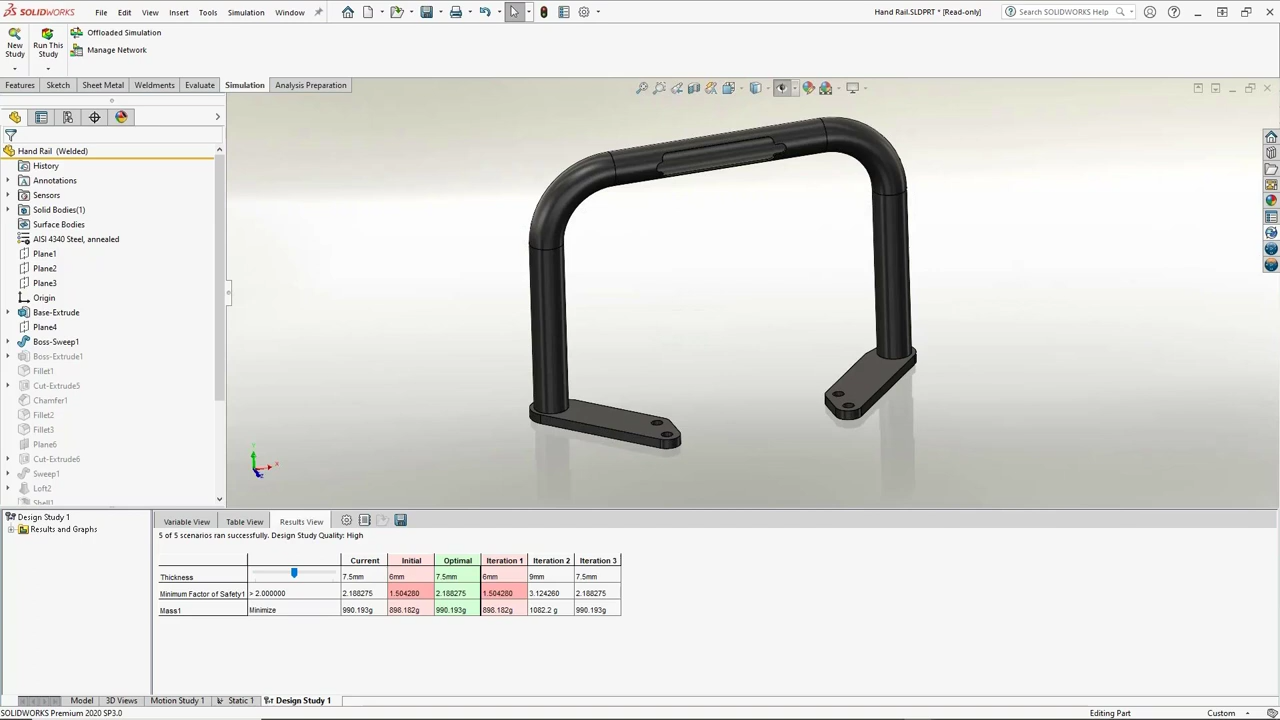 SOLIDWORKS File Edit View Insert Tools Simulation Window Hand Rail.SLDPRT * [Read-only] Search SOLIDWORKS Help
Offloaded Simulation
New Study Run This Study Manage Network
Features Sketch Sheet Metal Weldments Evaluate Simulation Analysis Preparation
Hand Rail (Welded)
History
Annotations
Sensors
Solid Bodies(1)
Surface Bodies
AISI 4340 Steel, annealed
Plane1
Plane2
Plane3
Origin
Base-Extrude
Plane4
Boss-Sweep1
Boss-Extrude1
Fillet1
Cut-Extrude5
Chamfer1
Fillet2
Fillet3
Plane6
Cut-Extrude6
Sweep1
Loft2
Shell1
Design Study 1
Results and Graphs
Variable View Table View Results View
5 of 5 scenarios ran successfully. Design Study Quality: High
Current Initial Optimal Iteration 1 Iteration 2 Iteration 3
Thickness 7.5mm 6mm 7.5mm 6mm 9mm 7.5mm
Minimum Factor of Safety1 > 2.000000 2.188275 1.504280 2.188275 1.504280 3.124260 2.188275
Mass1 Minimize 990.193g 898.182g 990.193g 898.182g 1082.2 g 990.193g
Model 3D Views Motion Study 1 Static 1 Design Study 1
SOLIDWORKS Premium 2020 SP3.0 Editing Part Custom